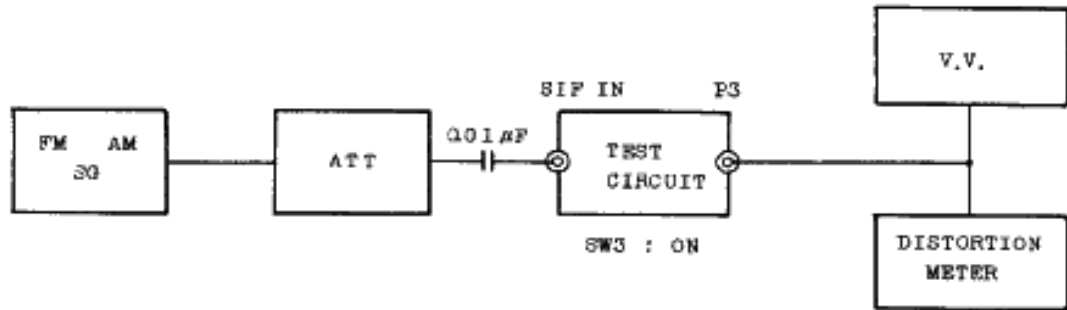 FM AM
SG
ATT
0.01μF
SIF IN
TEST
CIRCUIT
P3
SW3 : ON
V.V.
DISTORTION
METER